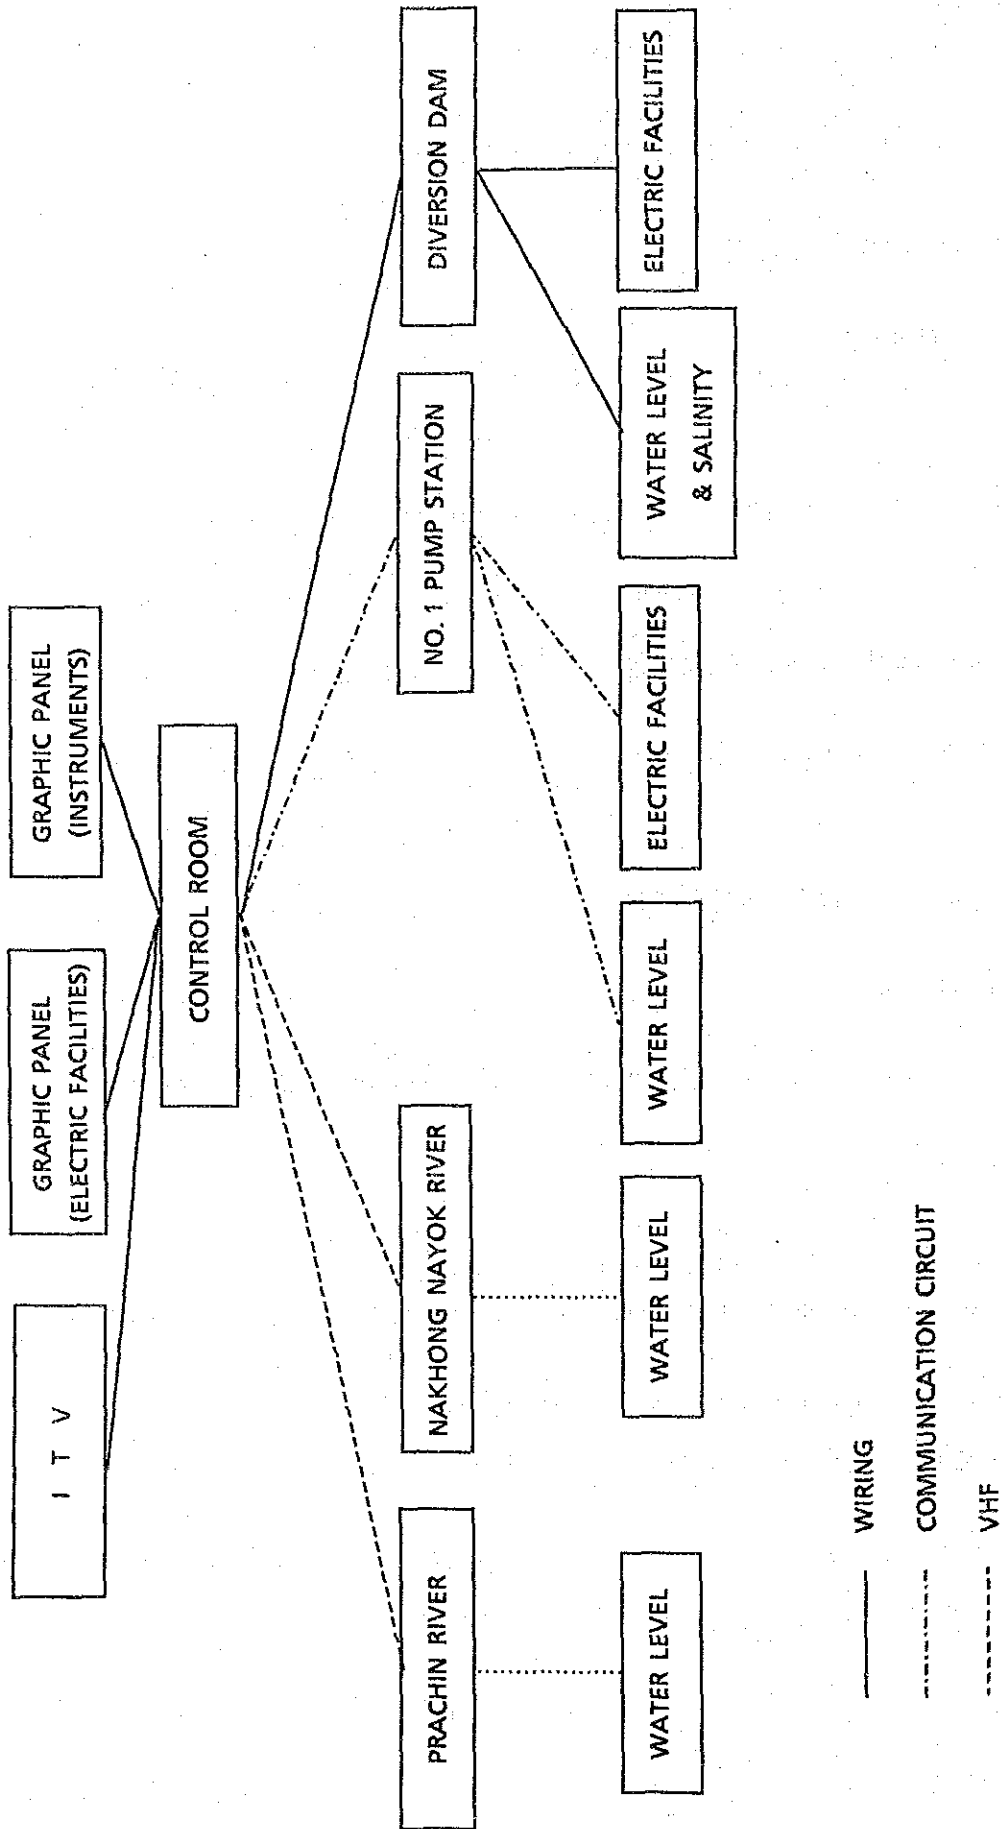 I T V
GRAPHIC PANEL
(ELECTRIC FACILITIES)
GRAPHIC PANEL
(INSTRUMENTS)
CONTROL ROOM
PRACHIN RIVER
NAKHONG NAYOK RIVER
NO. 1 PUMP STATION
DIVERSION DAM
WATER LEVEL
WATER LEVEL
WATER LEVEL
ELECTRIC FACILITIES
WATER LEVEL
& SALINITY
ELECTRIC FACILITIES
WIRING
COMMUNICATION CIRCUIT
VHF